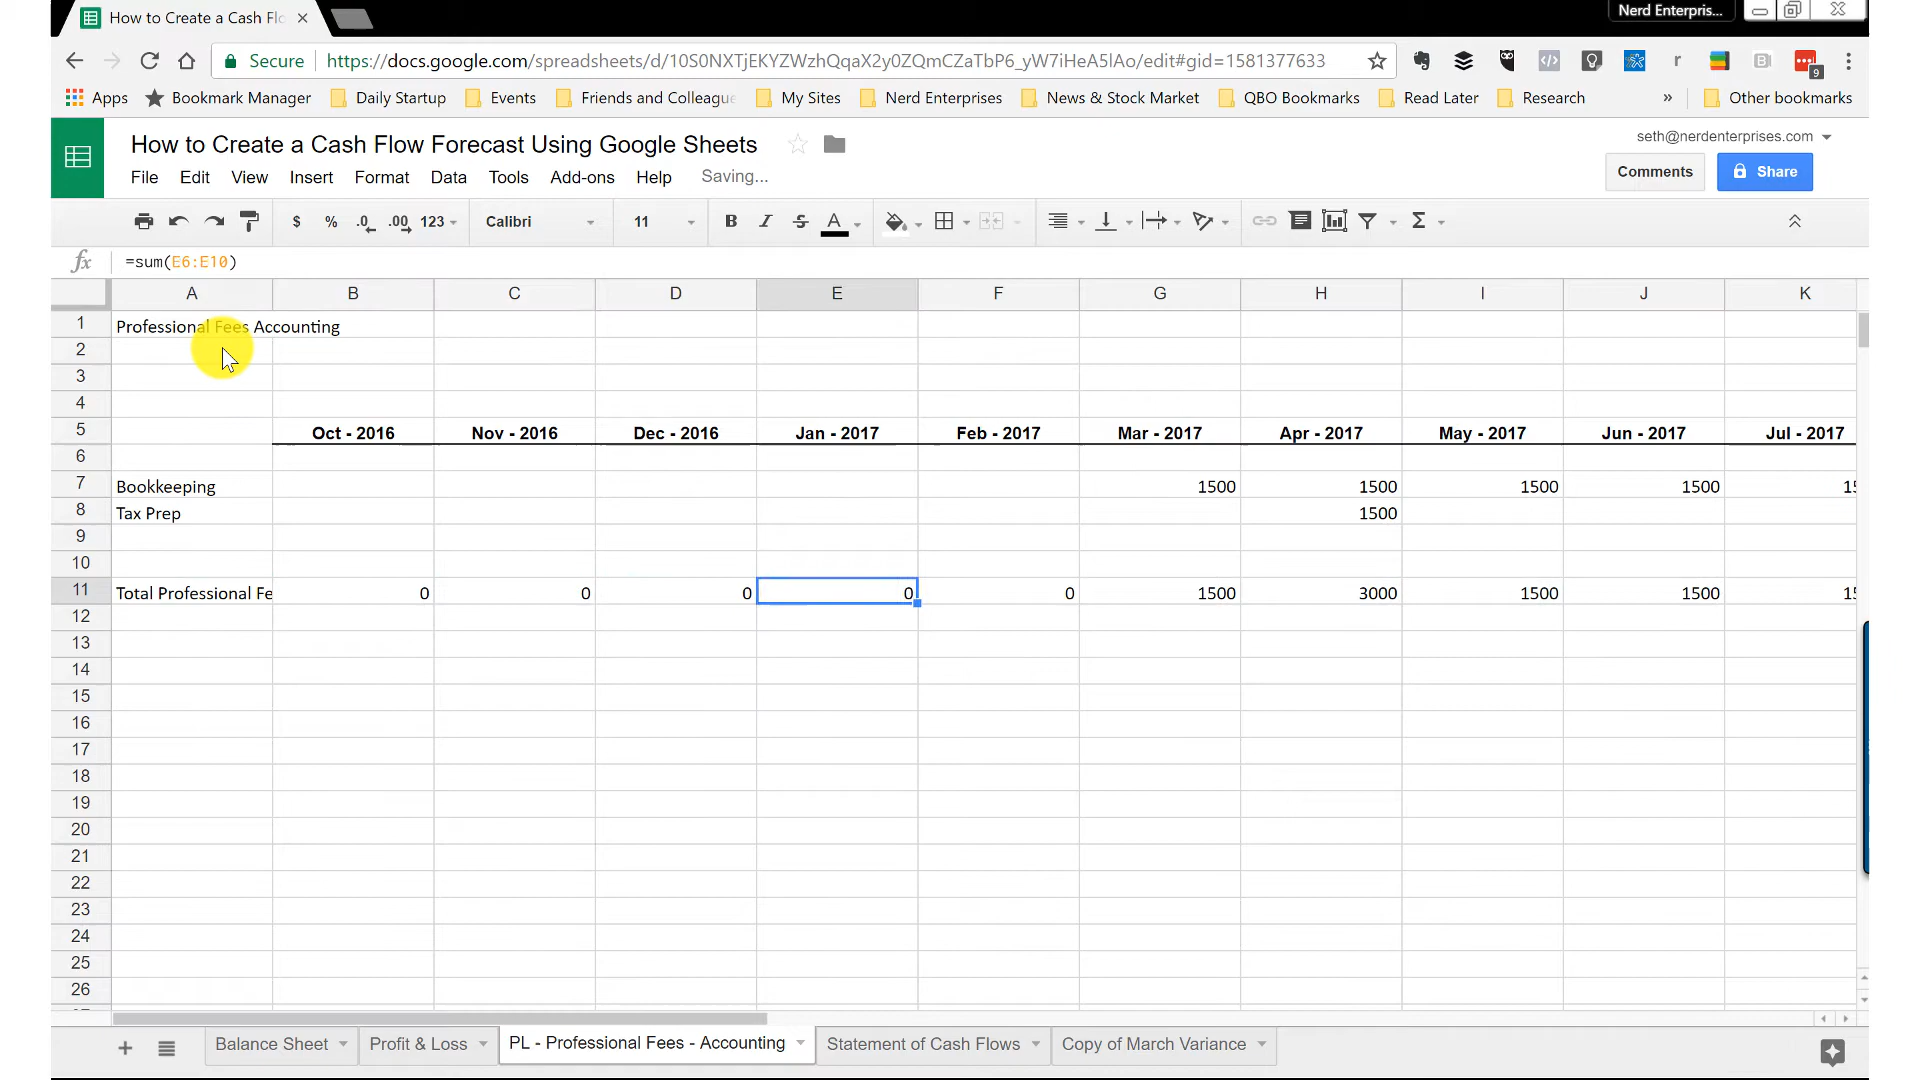 How to Create a Cash Flo
Nerd Enterpris...
Secure https://docs.google.com/spreadsheets/d/10S0NXTjEKYZWzhQqaX2y0ZQmCZaTbP6_yW7iHeA5lAo/edit#gid=1581377633
r
9
Apps Bookmark Manager Daily Startup Events Friends and Colleague My Sites Nerd Enterprises News & Stock Market QBO Bookmarks Read Later Research » Other bookmarks
How to Create a Cash Flow Forecast Using Google Sheets
seth@nerdenterprises.com
File Edit View Insert Format Data Tools Add-ons Help Saving...
Comments Share
$ % .0 .00 123 Calibri 11 B I S A Σ
fx =sum(E6:E10)
A B C D E F G H I J K
1 Professional Fees Accounting
2
3
4
5 Oct - 2016 Nov - 2016 Dec - 2016 Jan - 2017 Feb - 2017 Mar - 2017 Apr - 2017 May - 2017 Jun - 2017 Jul - 2017
6
7 Bookkeeping 1500 1500 1500 1500 15
8 Tax Prep 1500
9
10
11 Total Professional Fe 0 0 0 0 0 1500 3000 1500 1500 15
12
13
14
15
16
17
18
19
20
21
22
23
24
25
26
Balance Sheet Profit & Loss PL - Professional Fees - Accounting Statement of Cash Flows Copy of March Variance